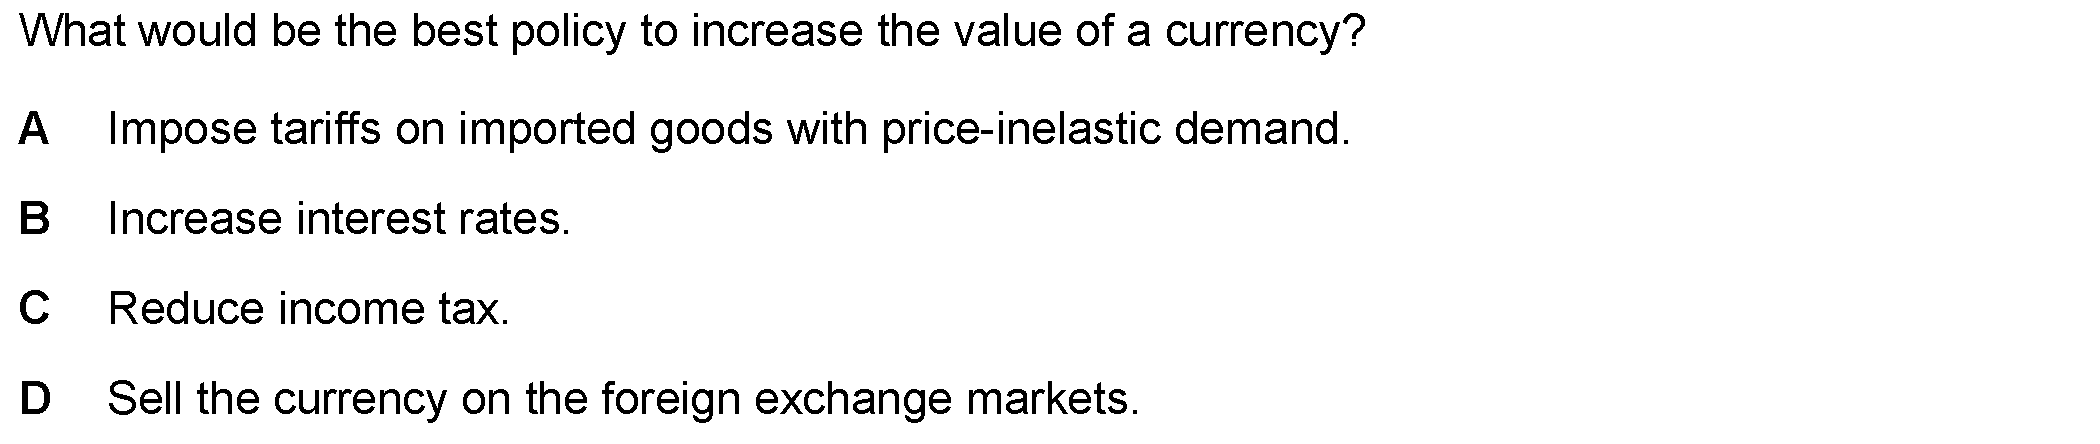 What would be the best policy to increase the value of a currency?
A Impose tariffs on imported goods with price-inelastic demand.
B Increase interest rates.
C Reduce income tax.
D Sell the currency on the foreign exchange markets.